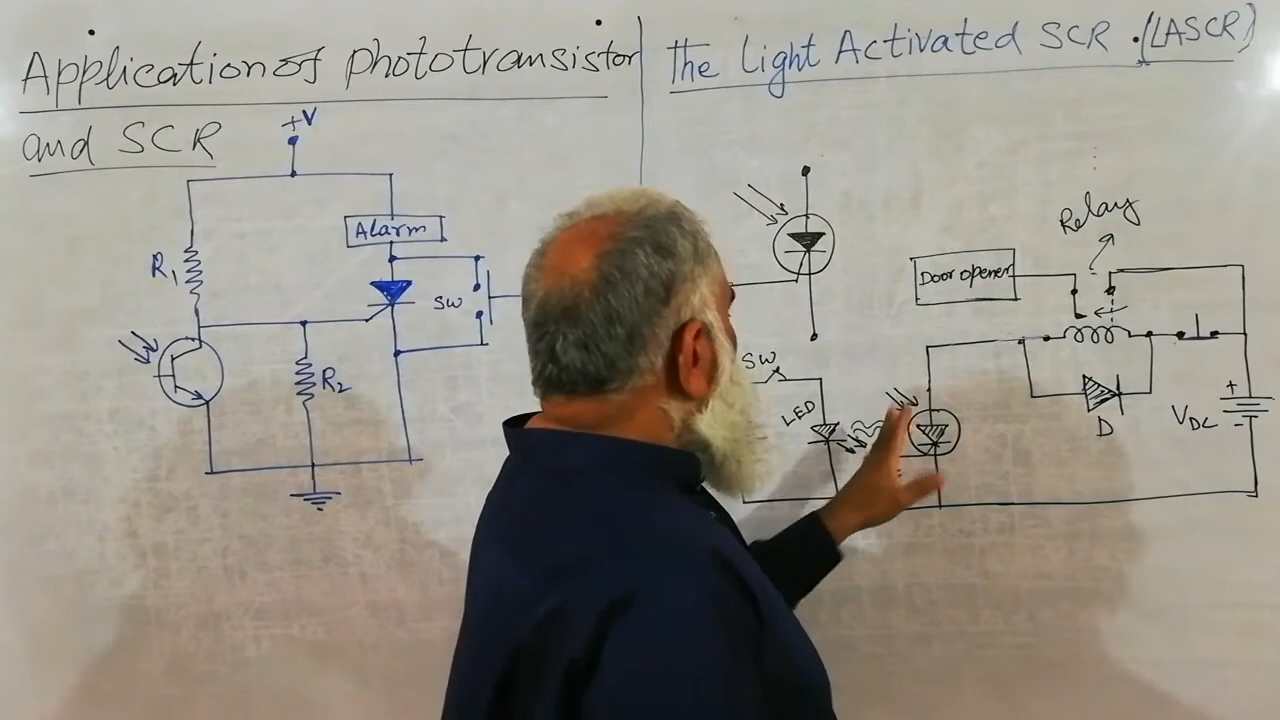 Application of phototransistor
and SCR
+V
R1
Alarm
SW
R2
The Light Activated SCR. (LASCR)
Relay
Door opener
SW
LED
D
VDC
+
-